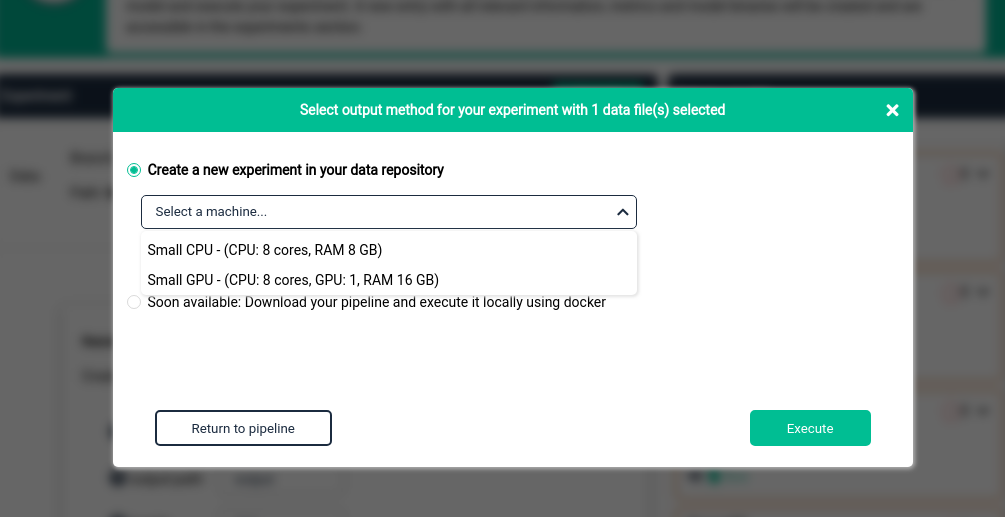 Select output method for your experiment with 1 data file(s) selected
Create a new experiment in your data repository
Select a machine...
Small CPU - (CPU: 8 cores, RAM 8 GB)
Small GPU - (CPU: 8 cores, GPU: 1, RAM 16 GB)
Soon available: Download your pipeline and execute it locally using docker
Return to pipeline
Execute